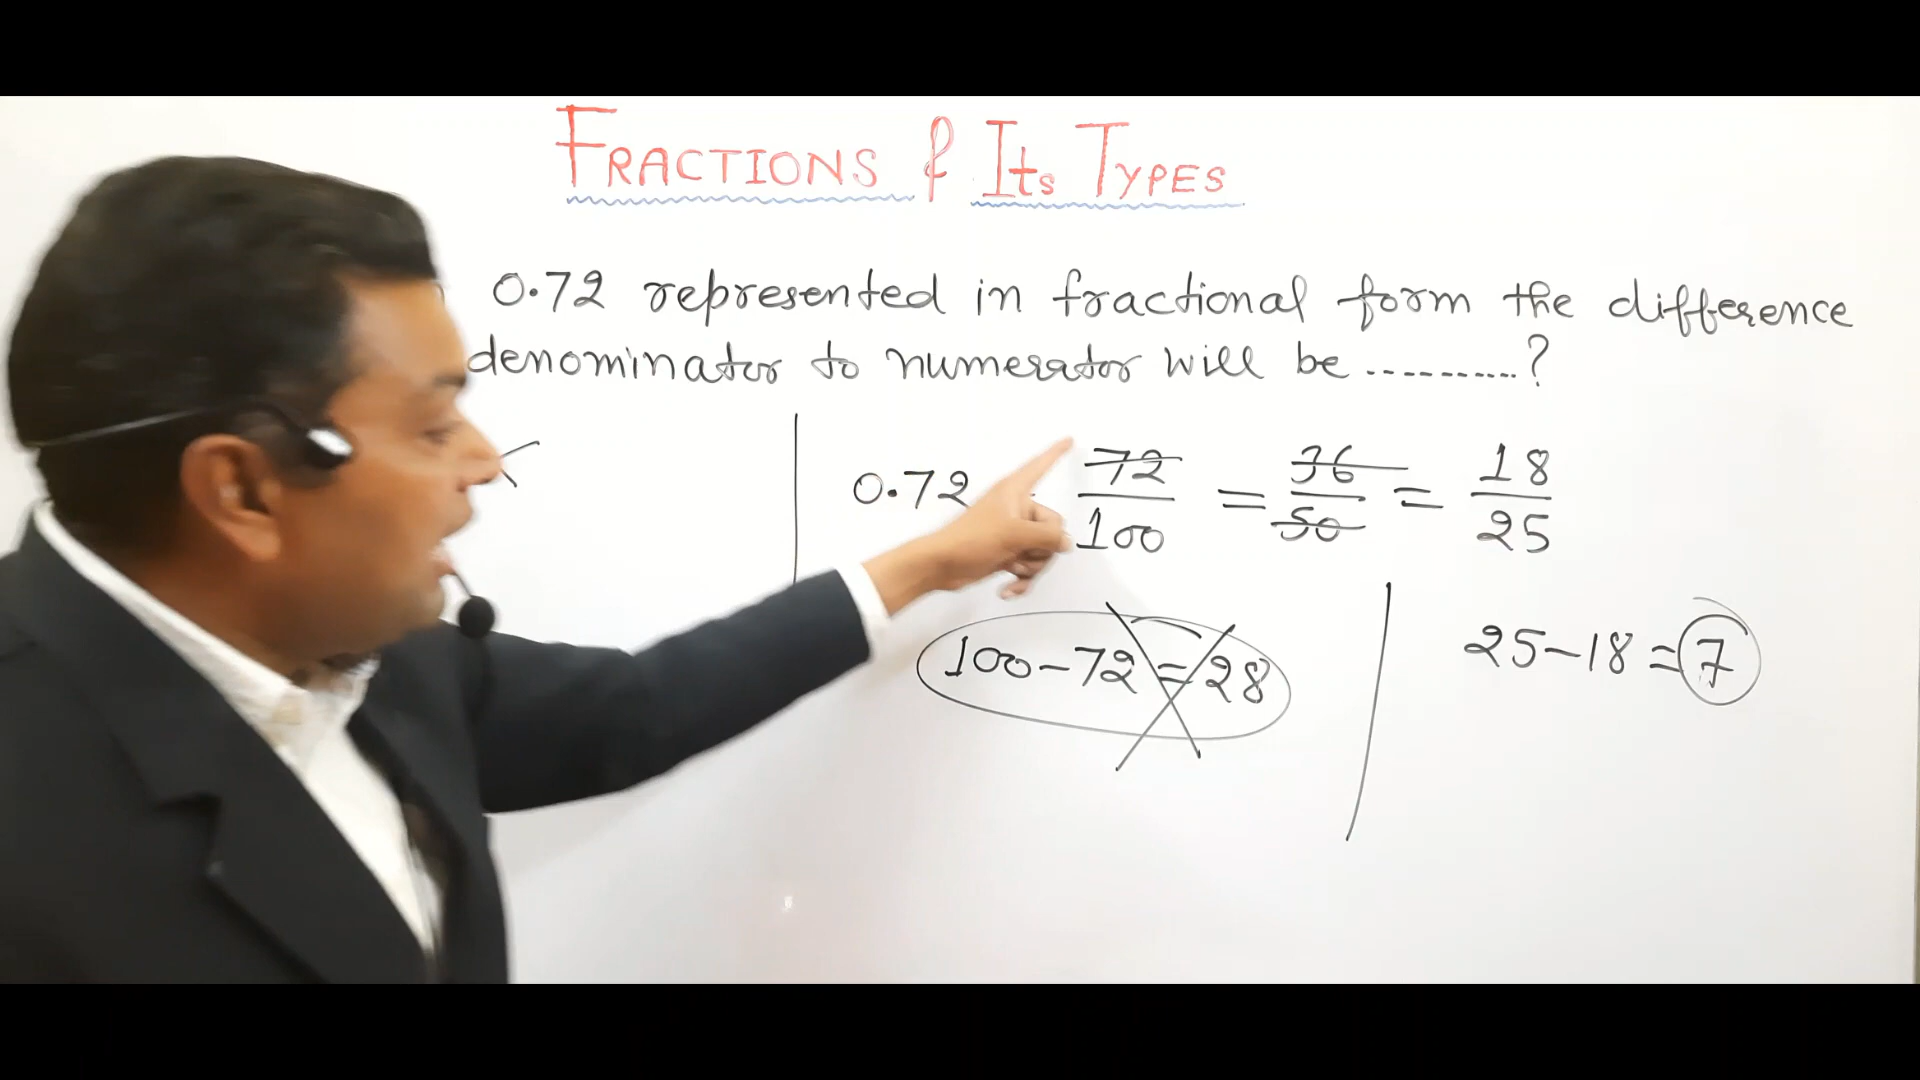 FRACTIONS & Its TYPES
0.72 represented in fractional form the difference
denominator to numerator will be ..........?
0.72 72/100 = 36/50 = 18/25
100-72=28
25-18=7